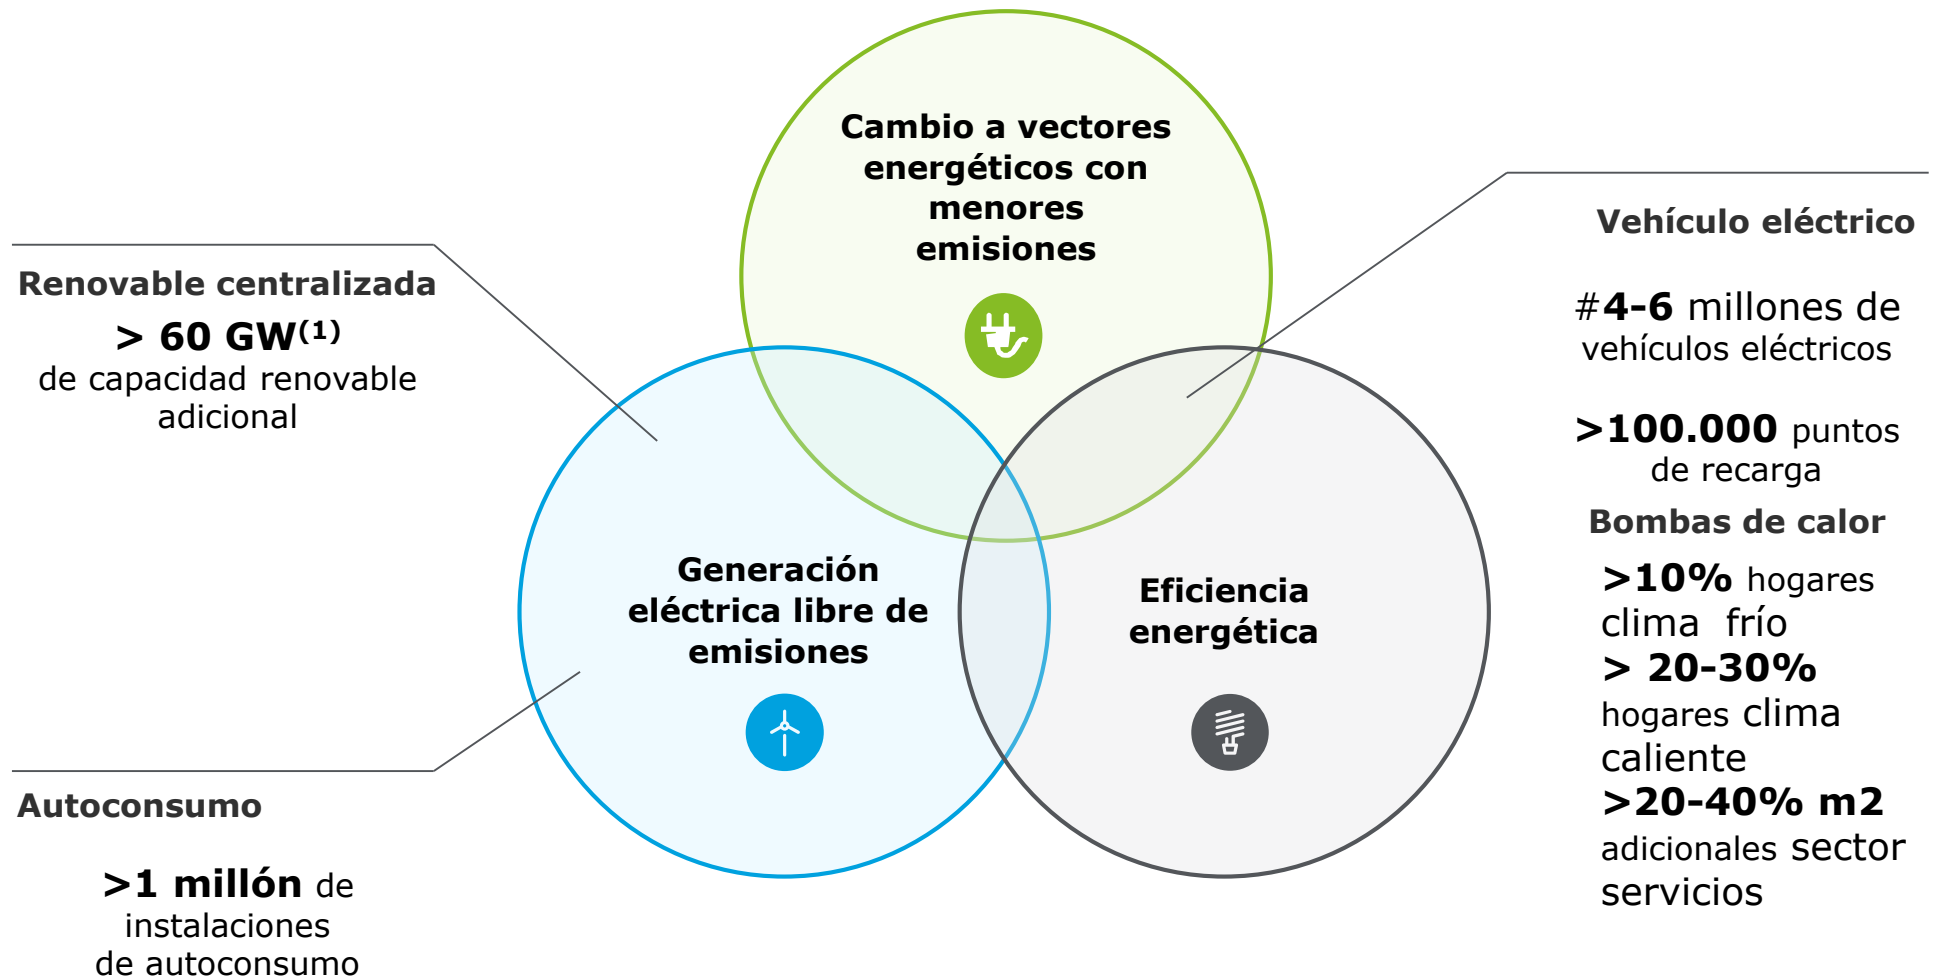 Cambio a vectores
energéticos con
menores
emisiones
Renovable centralizada
> 60 GW(1)
de capacidad renovable
adicional
Generación
eléctrica libre de
emisiones
Eficiencia
energética
Autoconsumo
>1 millón de
instalaciones
de autoconsumo
Vehículo eléctrico
#4-6 millones de
vehículos eléctricos
>100.000 puntos
de recarga
Bombas de calor
>10% hogares
clima frío
> 20-30%
hogares clima
caliente
>20-40% m2
adicionales sector
servicios